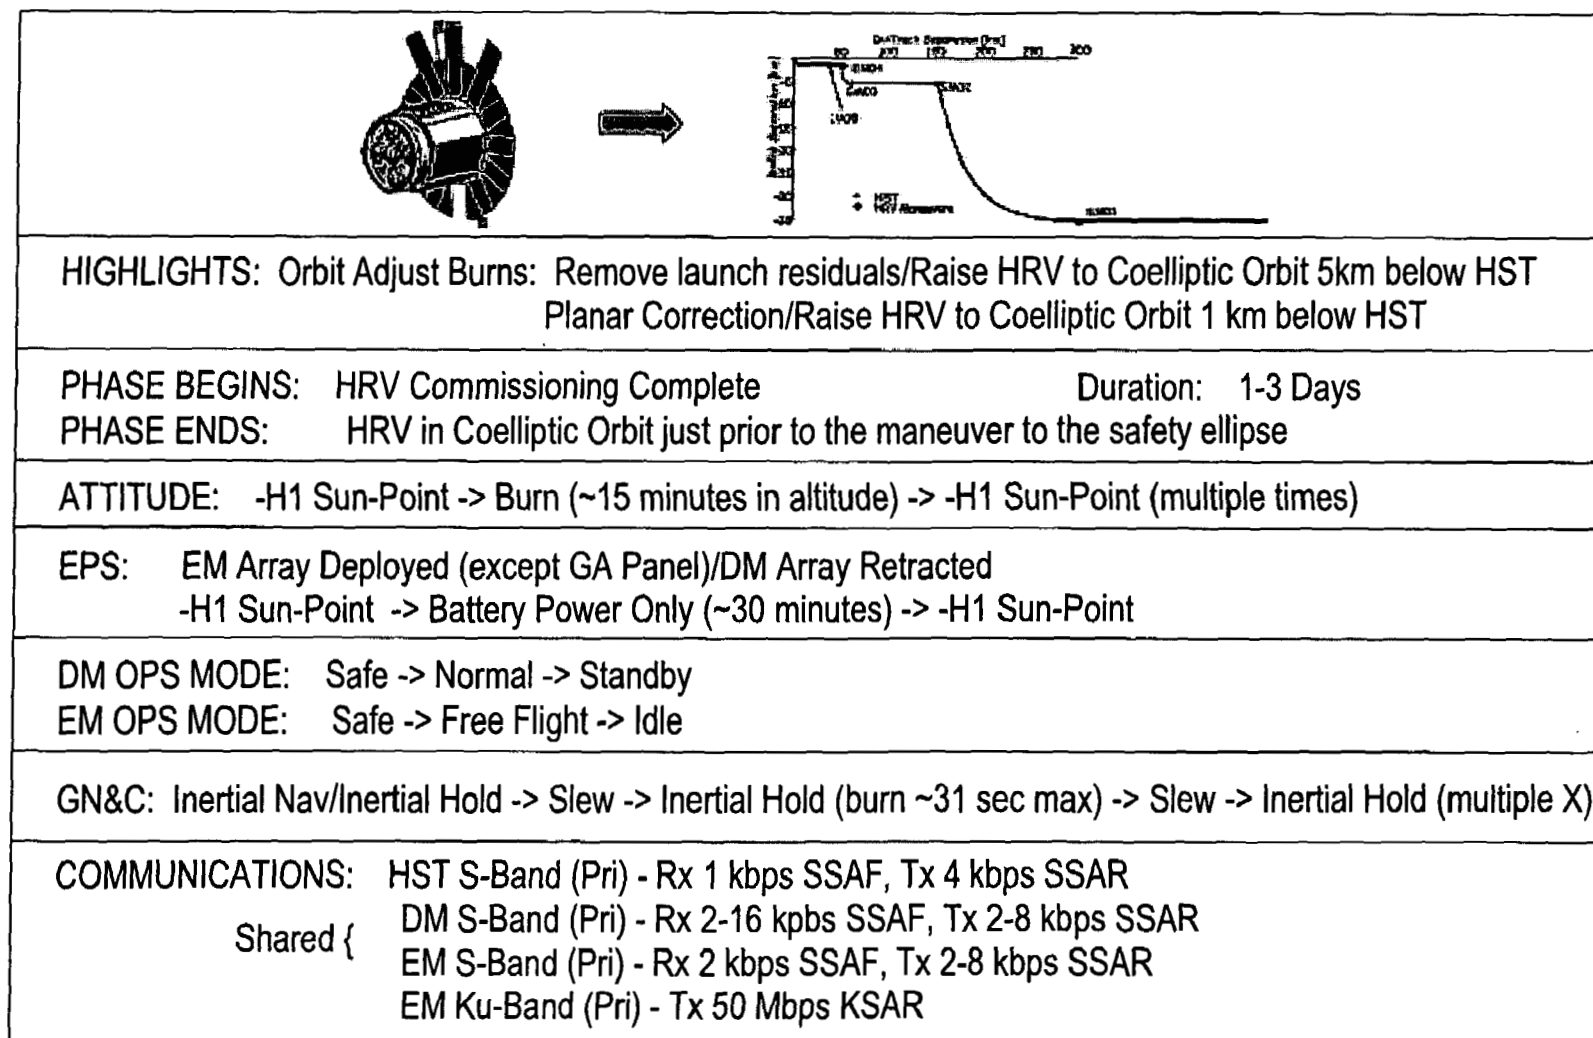 300
HST
HIGHLIGHTS: Orbit Adjust Burns: Remove launch residuals/Raise HRV to Coelliptic Orbit 5km below HST
Planar Correction/Raise HRV to Coelliptic Orbit 1 km below HST
PHASE BEGINS: HRV Commissioning Complete Duration: 1-3 Days
PHASE ENDS: HRV in Coelliptic Orbit just prior to the maneuver to the safety ellipse
ATTITUDE: -H1 Sun-Point -> Burn (~15 minutes in altitude) -> -H1 Sun-Point (multiple times)
EPS: EM Array Deployed (except GA Panel)/DM Array Retracted
-H1 Sun-Point -> Battery Power Only (~30 minutes) -> -H1 Sun-Point
DM OPS MODE: Safe -> Normal -> Standby
EM OPS MODE: Safe -> Free Flight -> Idle
GN&C: Inertial Nav/Inertial Hold -> Slew -> Inertial Hold (burn ~31 sec max) -> Slew -> Inertial Hold (multiple X)
COMMUNICATIONS: HST S-Band (Pri) - Rx 1 kbps SSAF, Tx 4 kbps SSAR
Shared { DM S-Band (Pri) - Rx 2-16 kpbs SSAF, Tx 2-8 kbps SSAR
EM S-Band (Pri) - Rx 2 kbps SSAF, Tx 2-8 kbps SSAR
EM Ku-Band (Pri) - Tx 50 Mbps KSAR